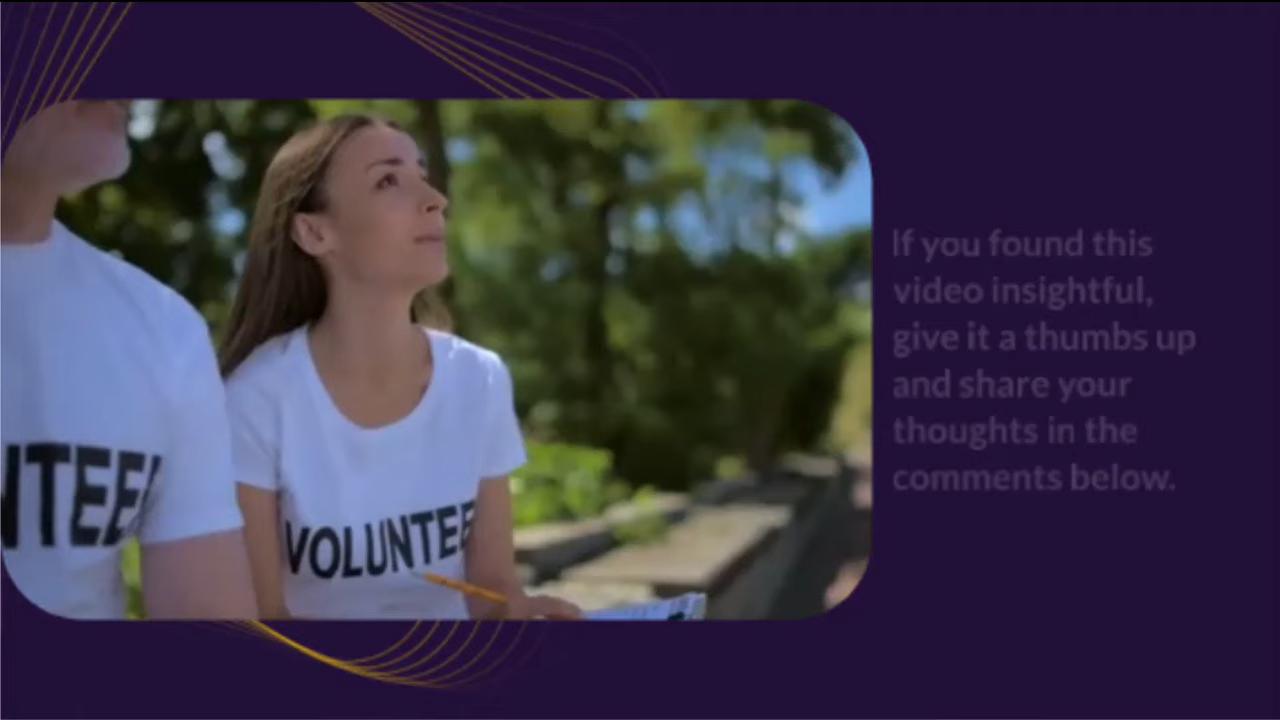 NTEE
VOLUNTEE
If you found this
video insightful,
give it a thumbs up
and share your
thoughts in the
comments below.